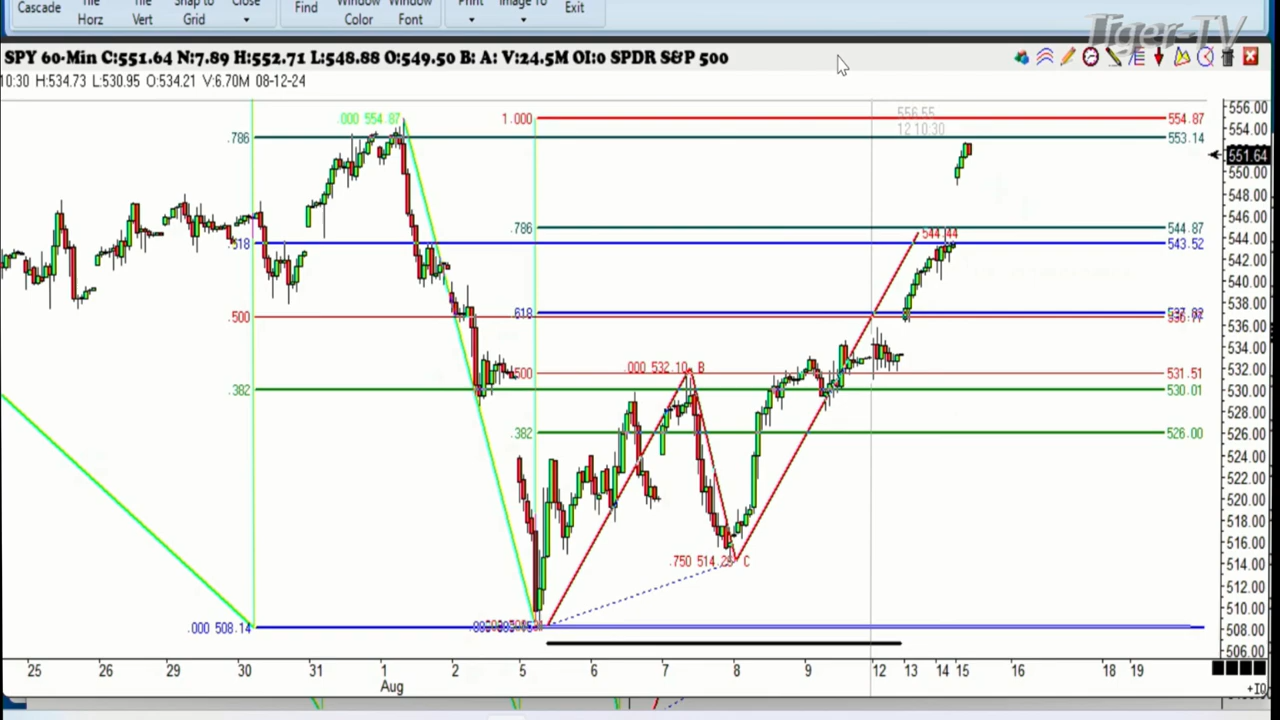 Cascade
Tile
Horz
Tile
Vert
Snap to
Grid
Close
Find
Window
Color
Window
Font
Print
Image To
Exit
Tiger-TV
SPY 60-Min C:551.64 N:7.89 H:552.71 L:548.88 O:549.50 B: A: V:24.5M OI:0 SPDR S&P 500
10:30 H:534.73 L:530.95 O:534.21 V:6.70M 08-12-24
556.55
12 10:30
.000 554.87
1.000
554.87
.786
553.14
.786
544.87
.618
543.52
544.44
.618
.500
.500
531.51
.000 532.10 B
.382
530.01
.382
526.00
.750 514.29 C
.000 508.14
556.00
554.00
551.64
550.00
548.00
546.00
544.00
542.00
540.00
538.00
536.00
534.00
532.00
530.00
528.00
526.00
524.00
522.00
520.00
518.00
516.00
514.00
512.00
510.00
508.00
506.00
25 26 29 30 31 1 2 5 6 7 8 9 12 13 14 15 16 18 19
Aug